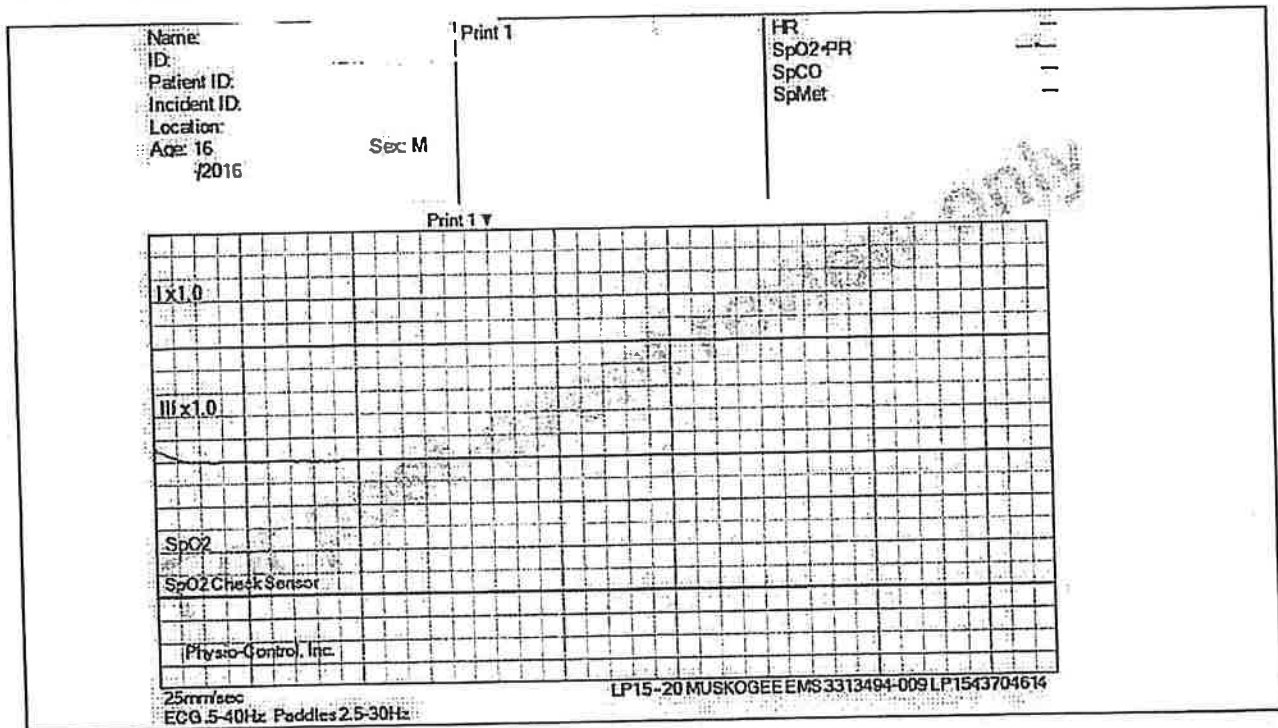 Name:
ID:
Patient ID:
Incident ID:
Location:
Age: 16 Sex: M
/2016
Print 1
HR --
SpO2•PR --•--
SpCO --
SpMet --
only
Print 1 ▼
I x1.0
III x1.0
SpO2
SpO2 Check Sensor
Physio-Control, Inc.
25mm/sec
ECG .5-40Hz Paddles 2.5-30Hz
LP15-20 MUSKOGEE EMS 3313494-009 LP1543704614